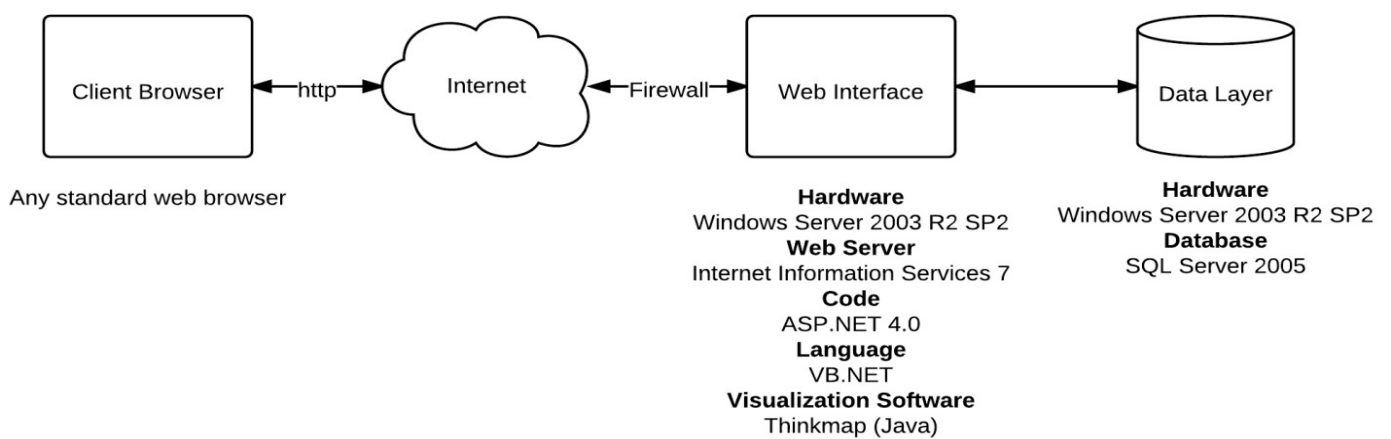 Client Browser
http
Internet
Firewall
Web Interface
Data Layer
Any standard web browser
Hardware
Windows Server 2003 R2 SP2
Web Server
Internet Information Services 7
Code
ASP.NET 4.0
Language
VB.NET
Visualization Software
Thinkmap (Java)
Hardware
Windows Server 2003 R2 SP2
Database
SQL Server 2005